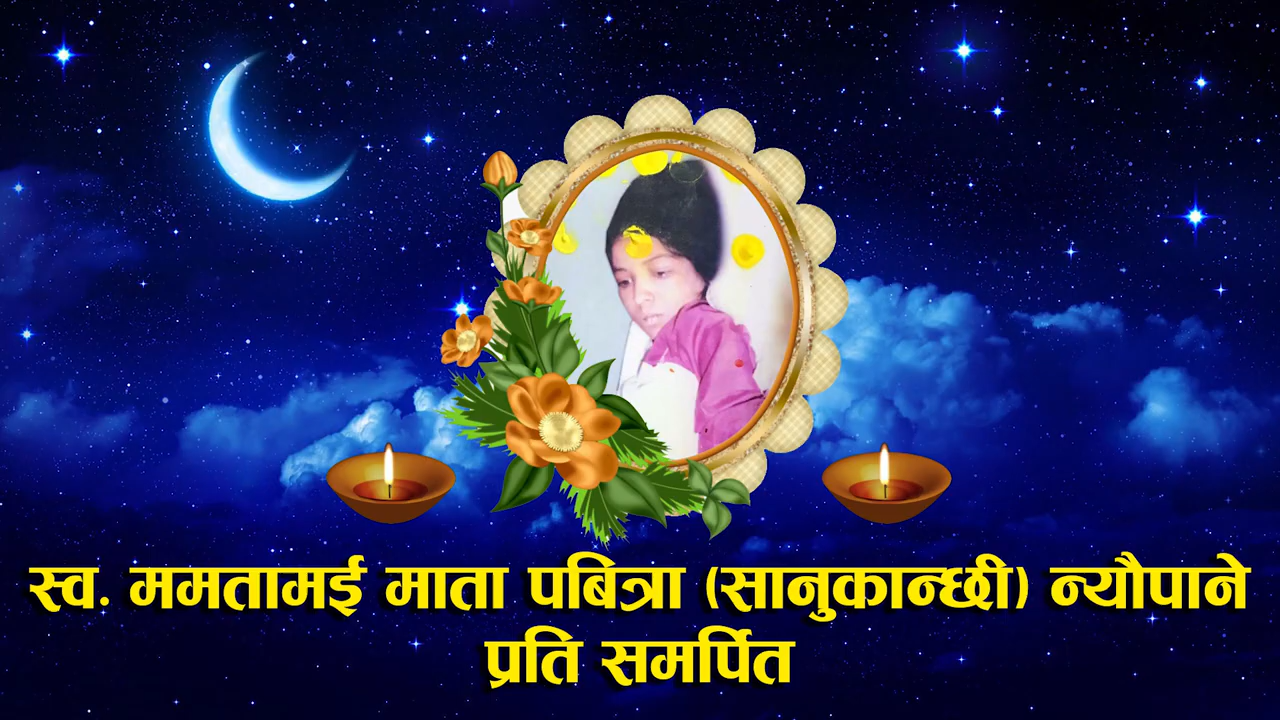 स्व. ममतामई माता पबित्रा (सानुकान्छी) न्यौपाने
प्रति समर्पित